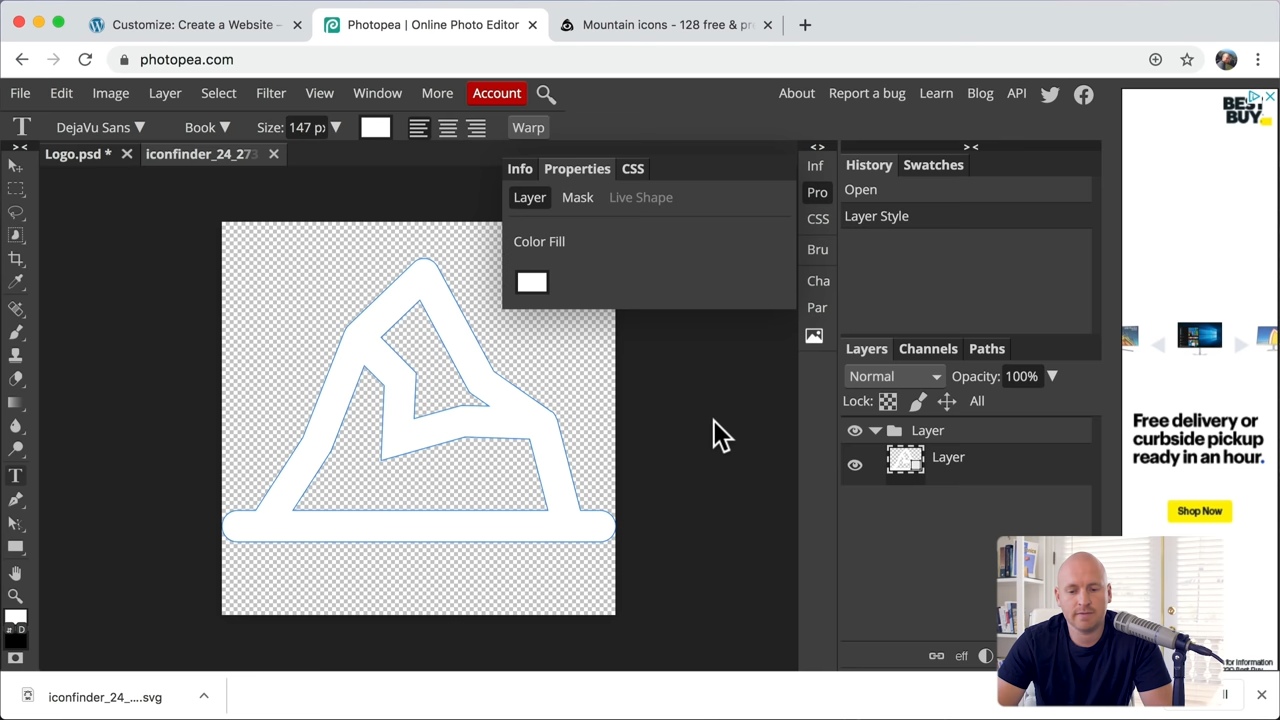 Customize: Create a Website –
Photopea | Online Photo Editor
Mountain icons - 128 free & pr
photopea.com
File Edit Image Layer Select Filter View Window More Account
About Report a bug Learn Blog API
T DejaVu Sans Book Size: 147 px Warp
Logo.psd * iconfinder_24_273
Info Properties CSS
Layer Mask Live Shape
Color Fill
Inf
Pro
CSS
Bru
Cha
Par
History Swatches
Open
Layer Style
Layers Channels Paths
Normal Opacity: 100%
Lock: All
Layer
Layer
eff
D
BEST BUY
Free delivery or
curbside pickup
ready in an hour.
Shop Now
for information
iconfinder_24_....svg